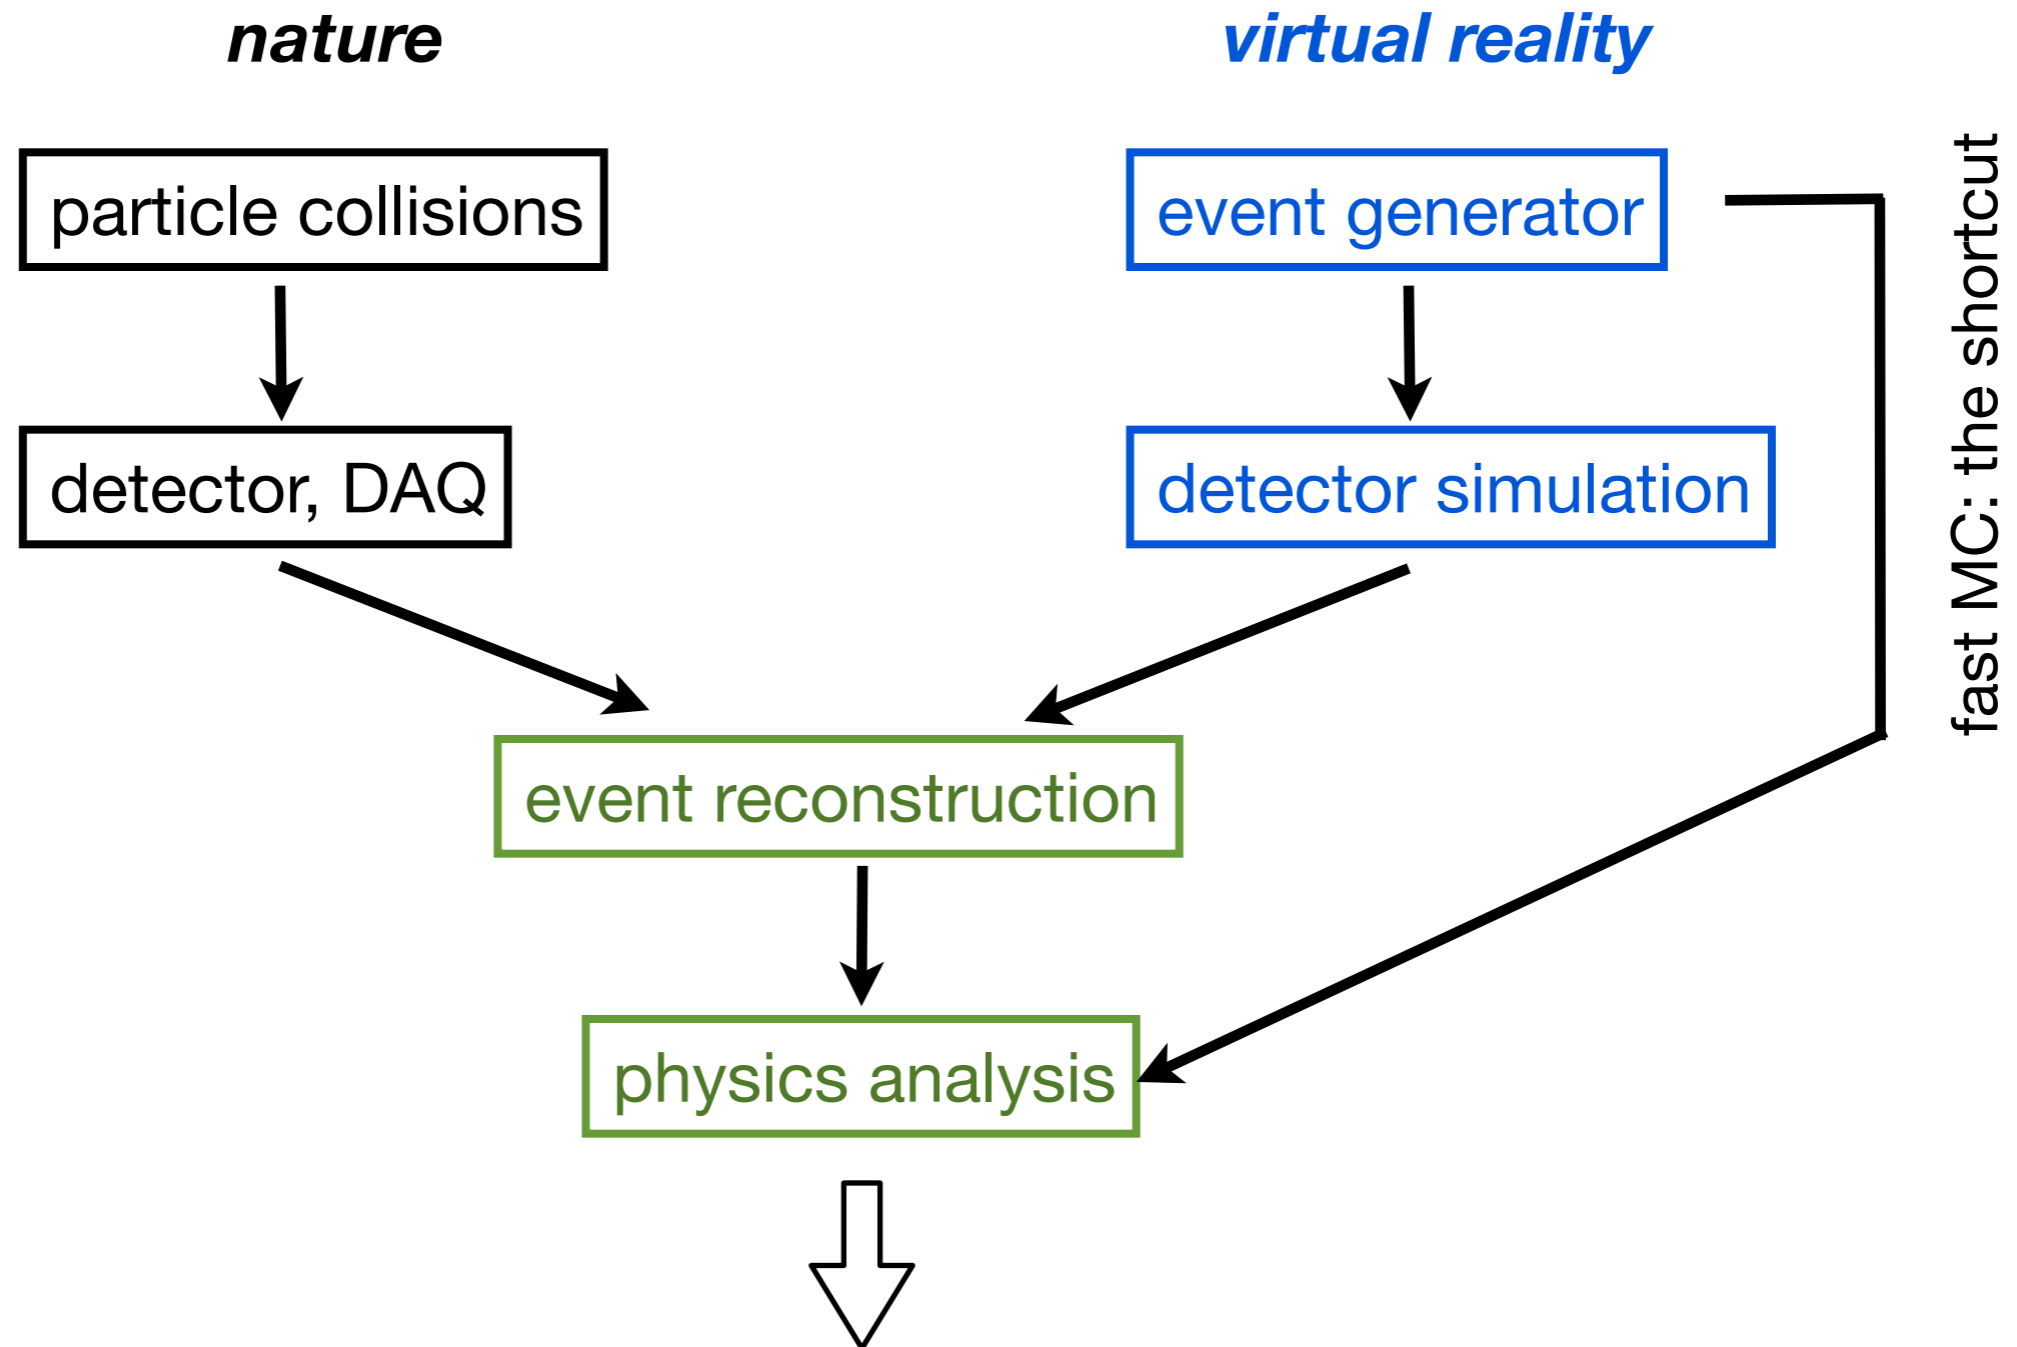 nature
virtual reality
particle collisions
event generator
detector, DAQ
detector simulation
fast MC: the shortcut
event reconstruction
physics analysis